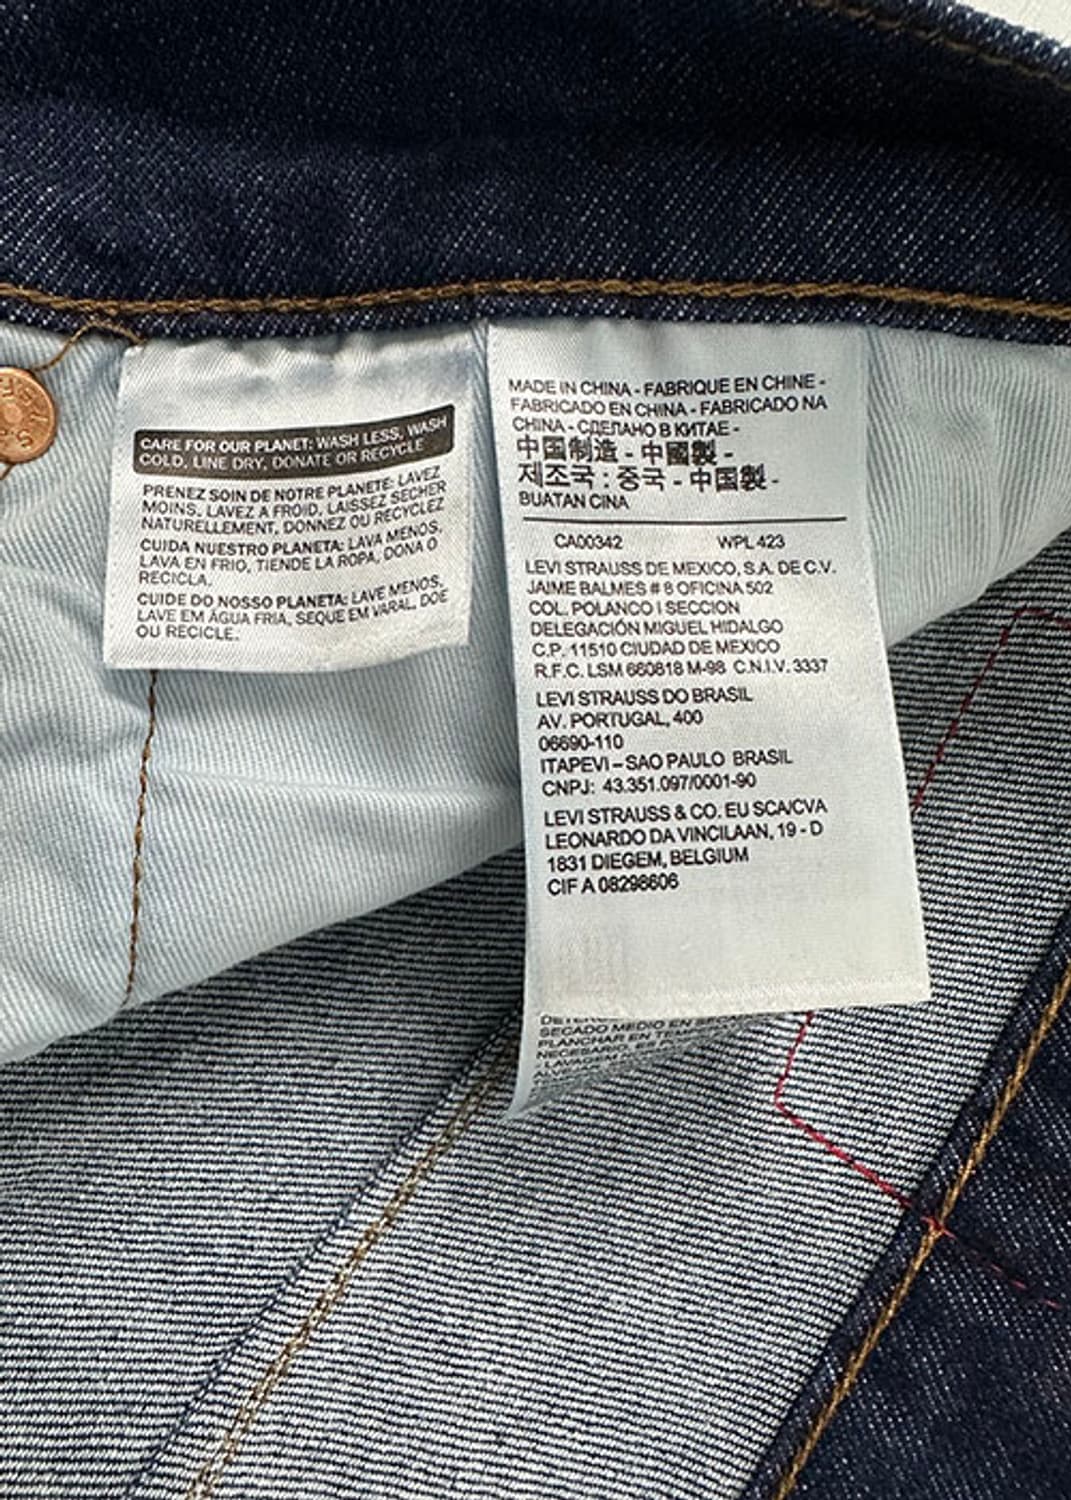 CARE FOR OUR PLANET: WASH LESS, WASH
COLD, LINE DRY, DONATE OR RECYCLE
PRENEZ SOIN DE NOTRE PLANETE: LAVEZ
MOINS, LAVEZ A FROID, LAISSEZ SECHER
NATURELLEMENT, DONNEZ OU RECYCLEZ
CUIDA NUESTRO PLANETA: LAVA MENOS,
LAVA EN FRIO, TIENDE LA ROPA, DONA O
RECICLA.
CUIDE DO NOSSO PLANETA: LAVE MENOS,
LAVE EM ÁGUA FRIA, SEQUE EM VARAL, DOE
OU RECICLE.
MADE IN CHINA - FABRIQUE EN CHINE -
FABRICADO EN CHINA - FABRICADO NA
CHINA - СДЕЛАНО В КИТАЕ -
中国制造 - 中國製 -
제조국 : 중국 - 中国製 -
BUATAN CINA
CA00342 WPL 423
LEVI STRAUSS DE MEXICO, S.A. DE C.V.
JAIME BALMES # 8 OFICINA 502
COL. POLANCO I SECCION
DELEGACIÓN MIGUEL HIDALGO
C.P. 11510 CIUDAD DE MEXICO
R.F.C. LSM 660818 M-98 C.N.I.V. 3337
LEVI STRAUSS DO BRASIL
AV. PORTUGAL, 400
06690-110
ITAPEVI – SAO PAULO BRASIL
CNPJ: 43.351.097/0001-90
LEVI STRAUSS & CO. EU SCA/CVA
LEONARDO DA VINCILAAN, 19 - D
1831 DIEGEM, BELGIUM
CIF A 08298606
SECADO MEDIO EN
PLANCHAR EN